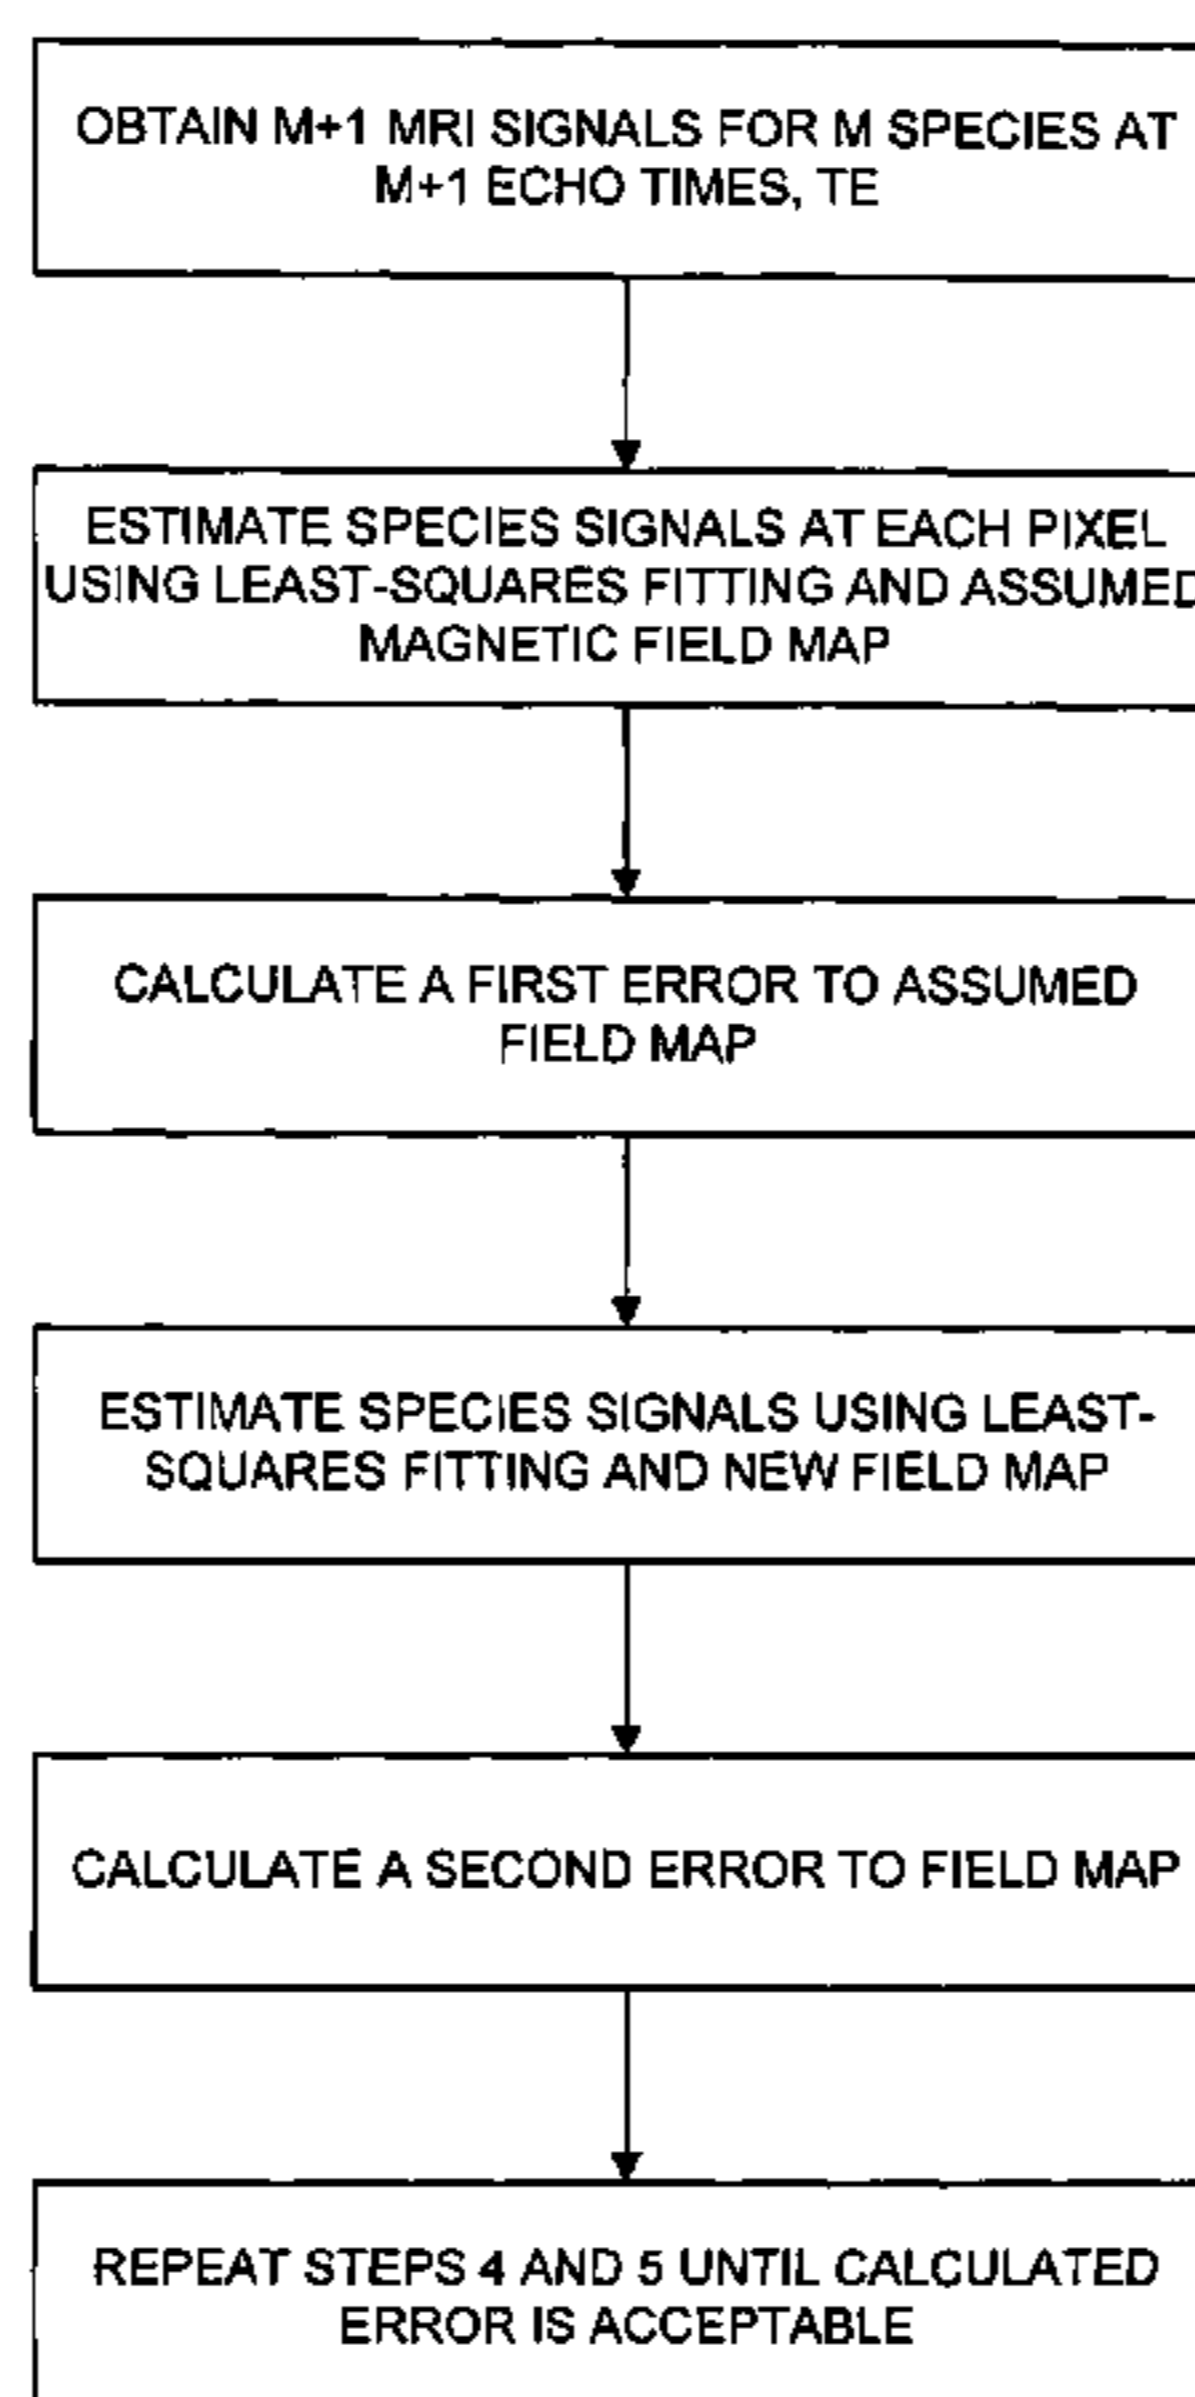 OBTAIN M+1 MRI SIGNALS FOR M SPECIES AT
M+1 ECHO TIMES, TE
ESTIMATE SPECIES SIGNALS AT EACH PIXEL
USING LEAST-SQUARES FITTING AND ASSUMED
MAGNETIC FIELD MAP
CALCULATE A FIRST ERROR TO ASSUMED
FIELD MAP
ESTIMATE SPECIES SIGNALS USING LEAST-
SQUARES FITTING AND NEW FIELD MAP
CALCULATE A SECOND ERROR TO FIELD MAP
REPEAT STEPS 4 AND 5 UNTIL CALCULATED
ERROR IS ACCEPTABLE